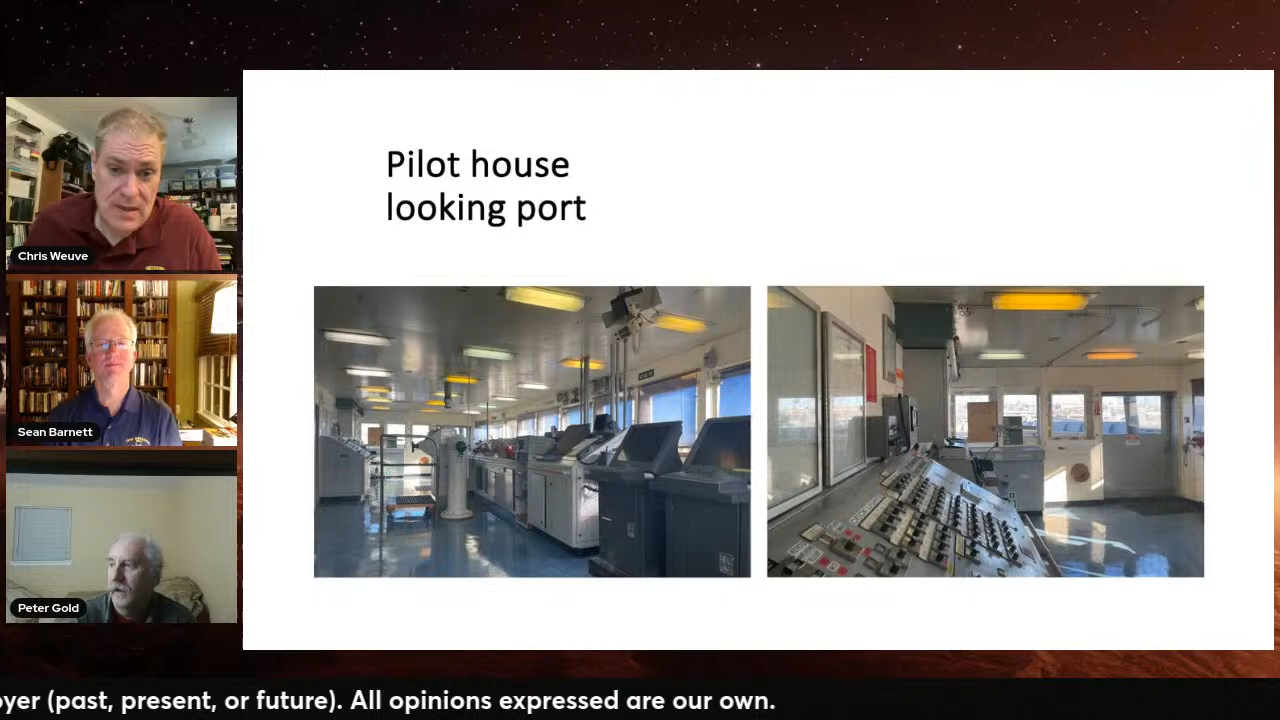 Pilot house
looking port
Chris Weuve
Sean Barnett
Peter Gold
oyer (past, present, or future). All opinions expressed are our own.